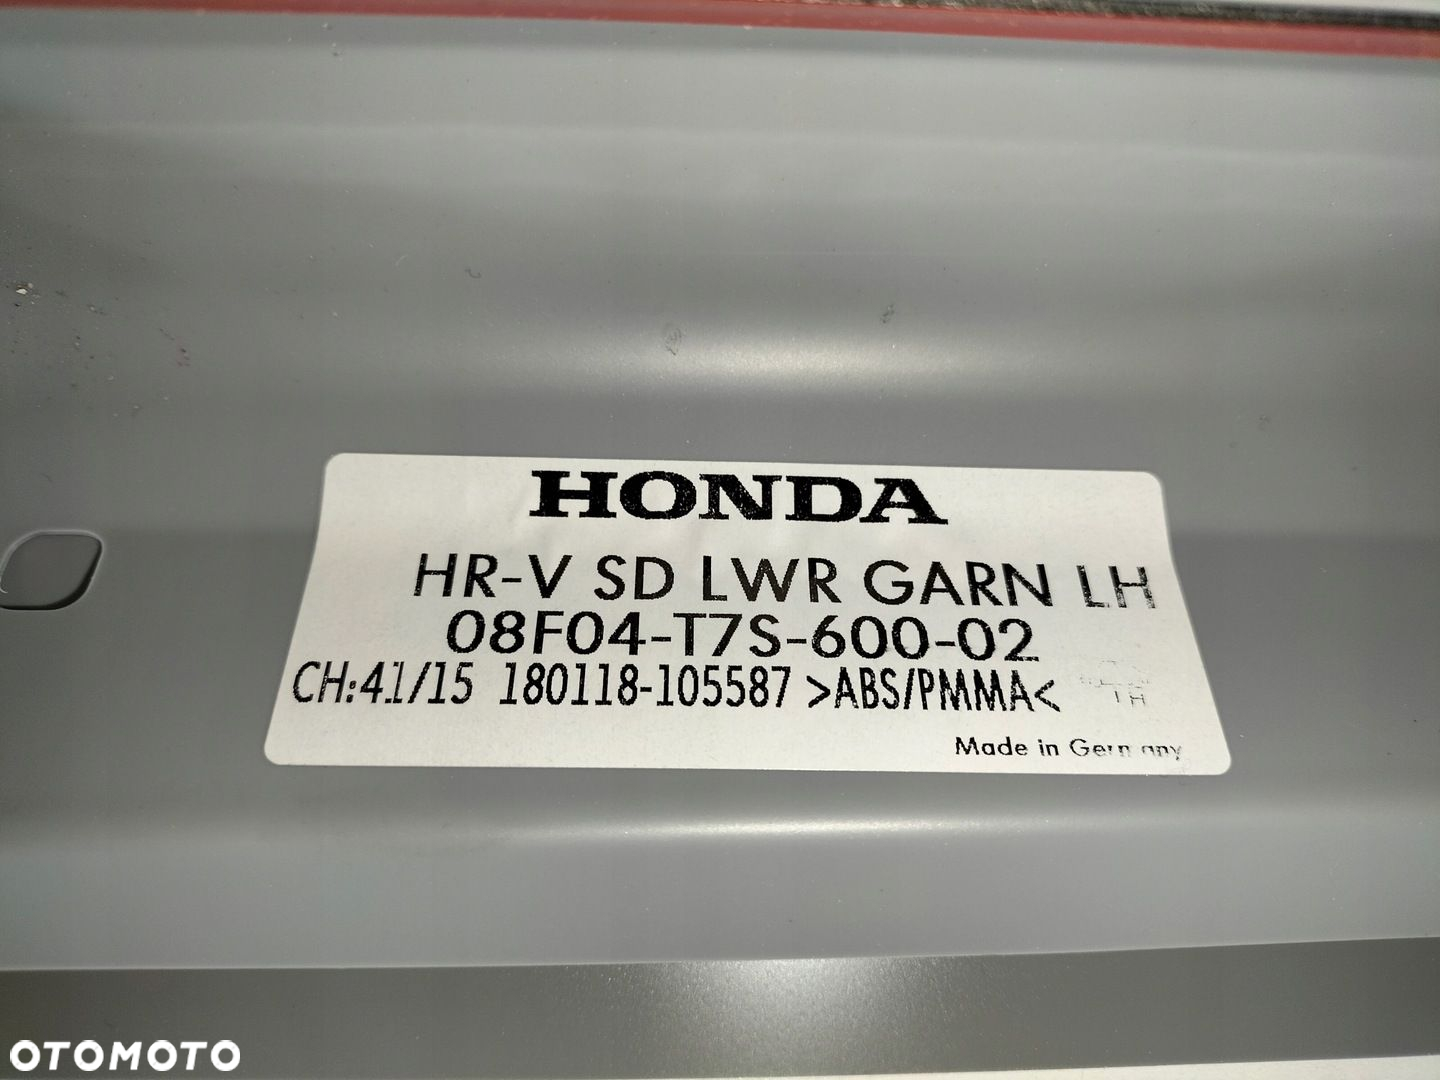 HONDA
HR-V SD LWR GARN LH
08F04-T7S-600-02
CH:41/15 180118-105587 >ABS/PMMA<
TH
Made in Germany
OTOMOTO